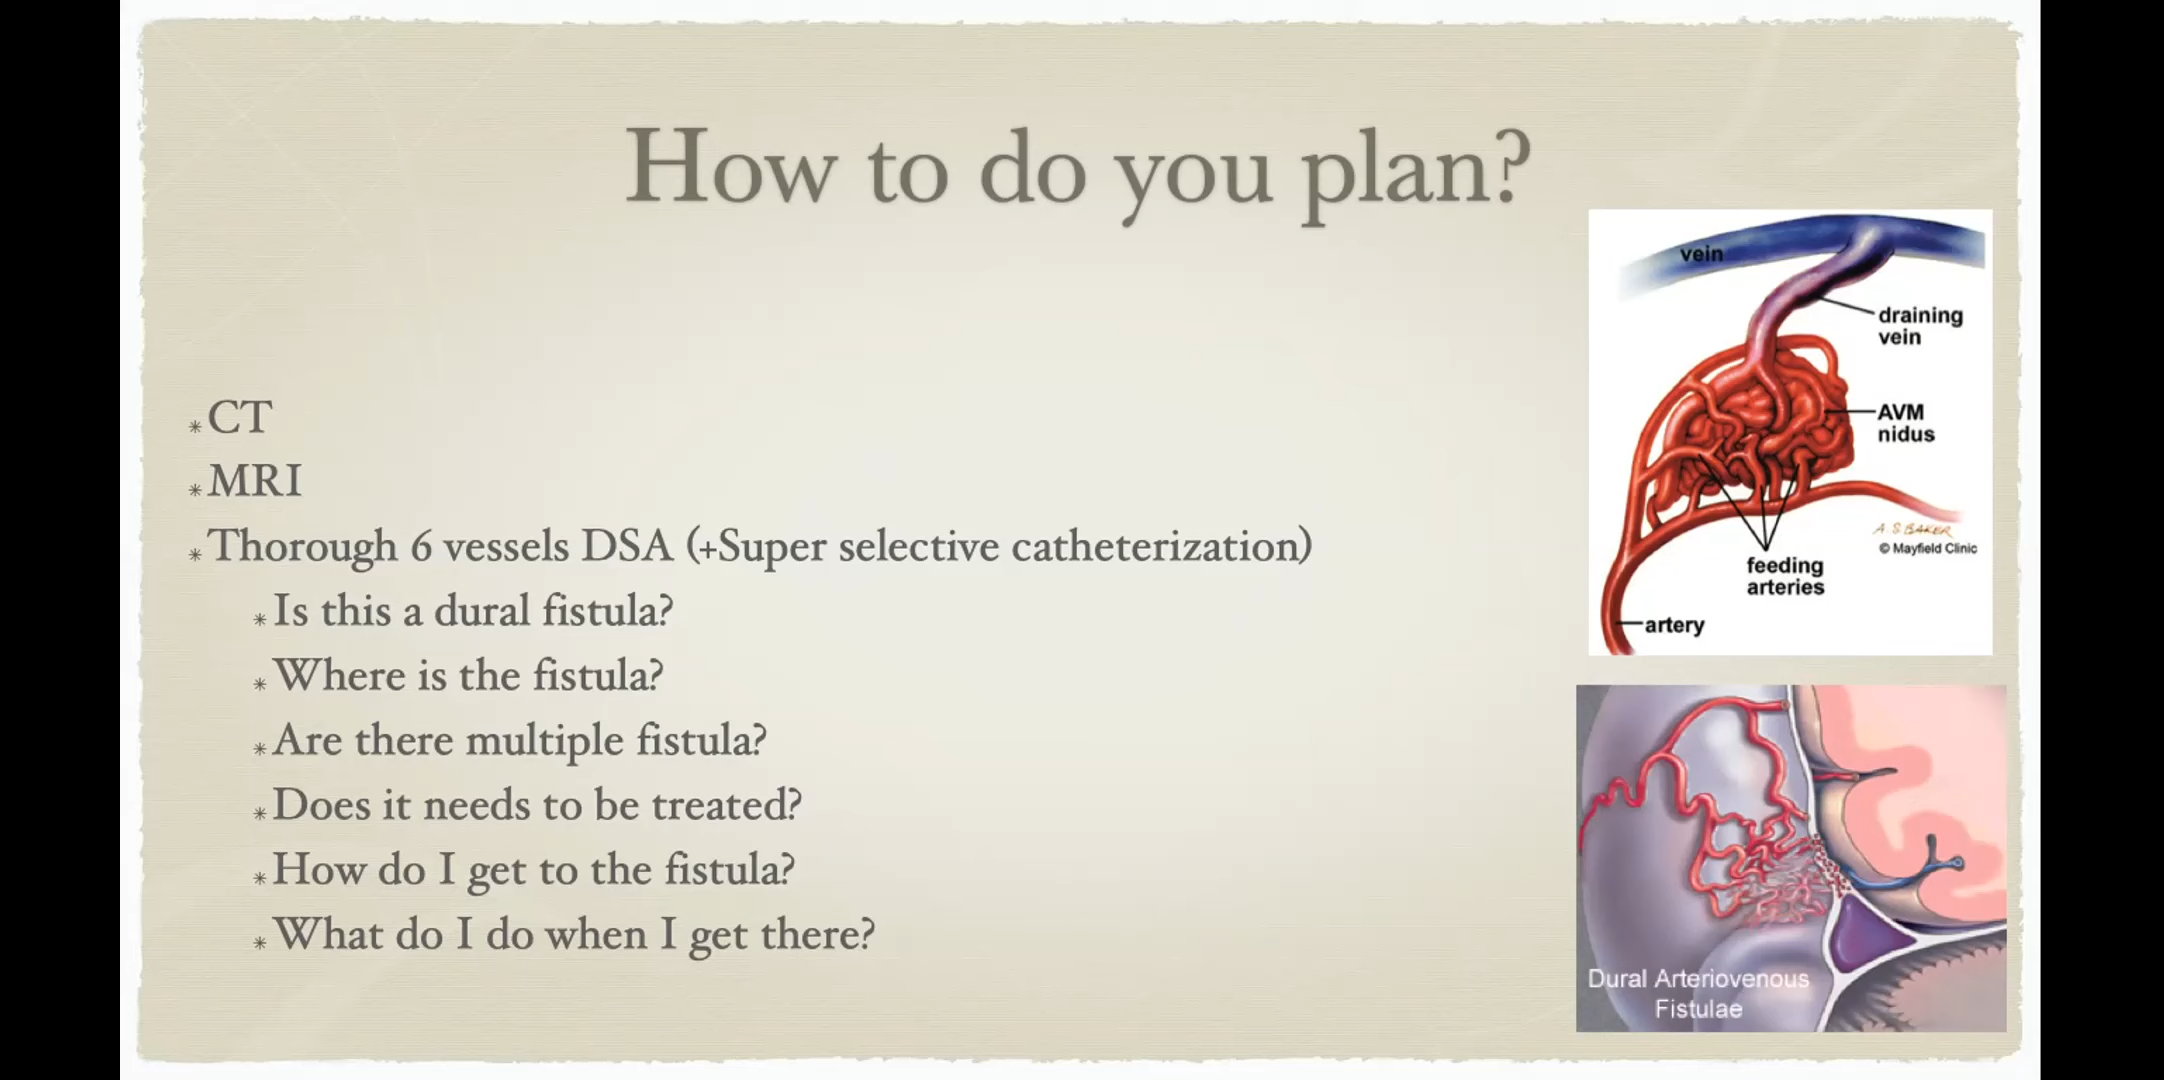 How to do you plan?
CT
MRI
Thorough 6 vessels DSA (+Super selective catheterization)
Is this a dural fistula?
Where is the fistula?
Are there multiple fistula?
Does it needs to be treated?
How do I get to the fistula?
What do I do when I get there?
vein
draining
vein
AVM
nidus
A.S. BAKER
© Mayfield Clinic
feeding
arteries
artery
Dural Arteriovenous
Fistulae